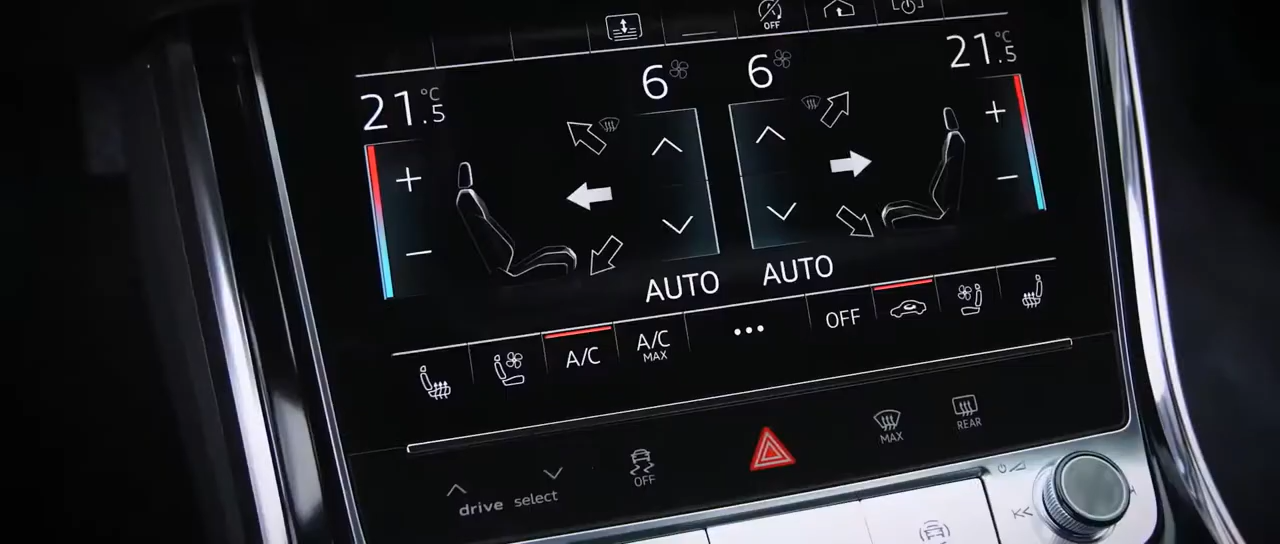 OFF
6 6
21.5 °C
21.5 °C
AUTO AUTO
A/C
A/C MAX
•••
OFF
drive select
OFF
MAX
REAR